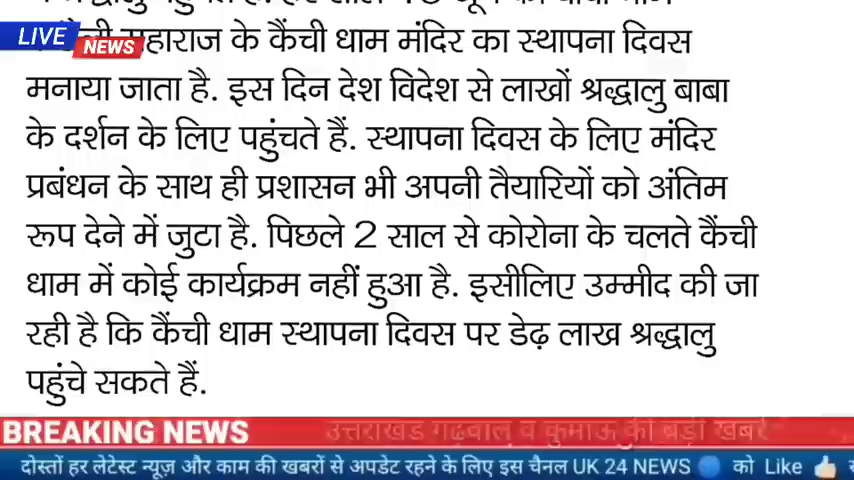 LIVE
NEWS
महाराज के कैंची धाम मंदिर का स्थापना दिवस
मनाया जाता है. इस दिन देश विदेश से लाखों श्रद्धालु बाबा
के दर्शन के लिए पहुंचते हैं. स्थापना दिवस के लिए मंदिर
प्रबंधन के साथ ही प्रशासन भी अपनी तैयारियों को अंतिम
रूप देने में जुटा है. पिछले 2 साल से कोरोना के चलते कैंची
धाम में कोई कार्यक्रम नहीं हुआ है. इसीलिए उम्मीद की जा
रही है कि कैंची धाम स्थापना दिवस पर डेढ़ लाख श्रद्धालु
पहुंचे सकते हैं.
BREAKING NEWS उत्तराखंड गढ़वाल व कुमाऊ की बड़ी खबरें
दोस्तों हर लेटेस्ट न्यूज़ और काम की खबरों से अपडेट रहने के लिए इस चैनल UK 24 NEWS 🔵 को Like 👍